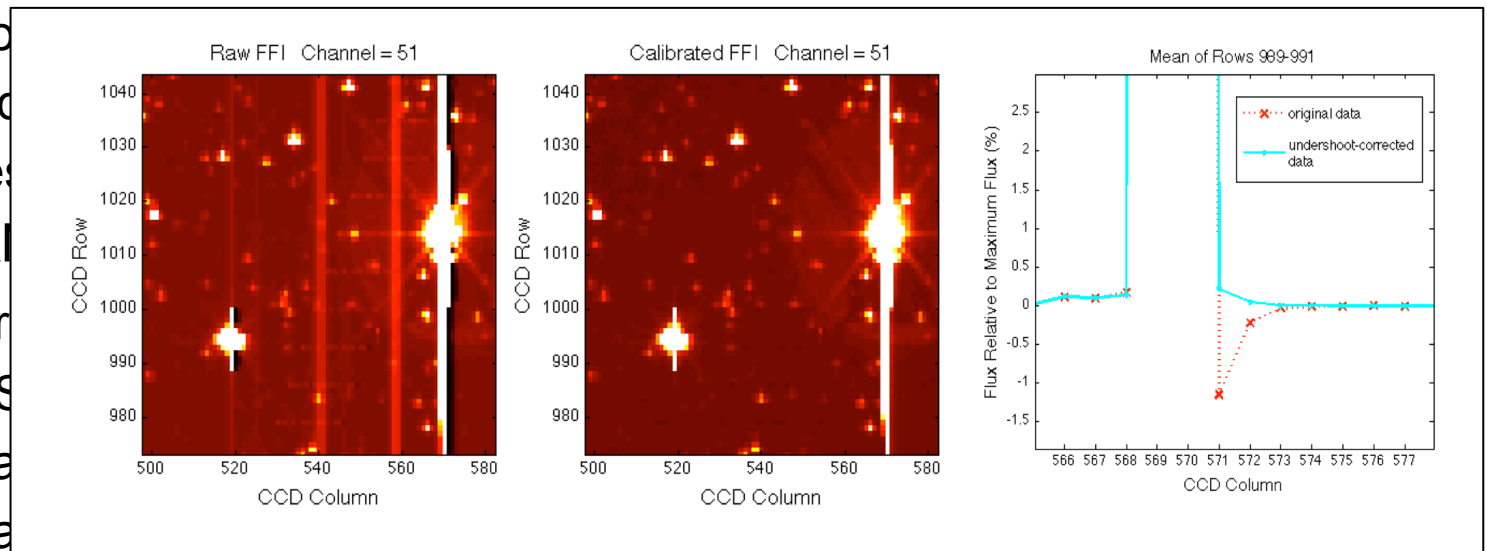 Raw FFI Channel = 51
CCD Row
1040
1030
1020
1010
1000
990
980
500 520 540 560 580
CCD Column
Calibrated FFI Channel = 51
CCD Row
1040
1030
1020
1010
1000
990
980
500 520 540 560 580
CCD Column
Mean of Rows 989-991
Flux Relative to Maximum Flux (%)
2.5
2
1.5
1
0.5
0
-0.5
-1
-1.5
original data
undershoot-corrected
data
566 567 568 569 570 571 572 573 574 575 576 577
CCD Column